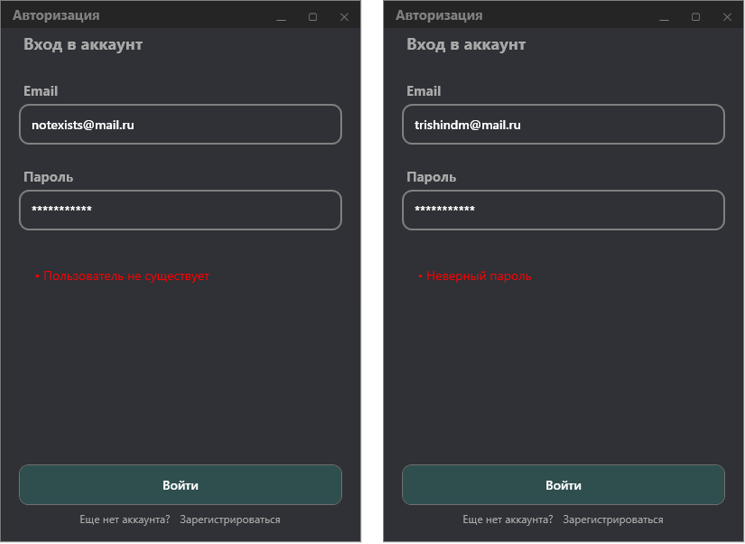 Авторизация
Вход в аккаунт
Email
notexists@mail.ru
Пароль
***********
• Пользователь не существует
Войти
Еще нет аккаунта? Зарегистрироваться
Авторизация
Вход в аккаунт
Email
trishindm@mail.ru
Пароль
***********
• Неверный пароль
Войти
Еще нет аккаунта? Зарегистрироваться